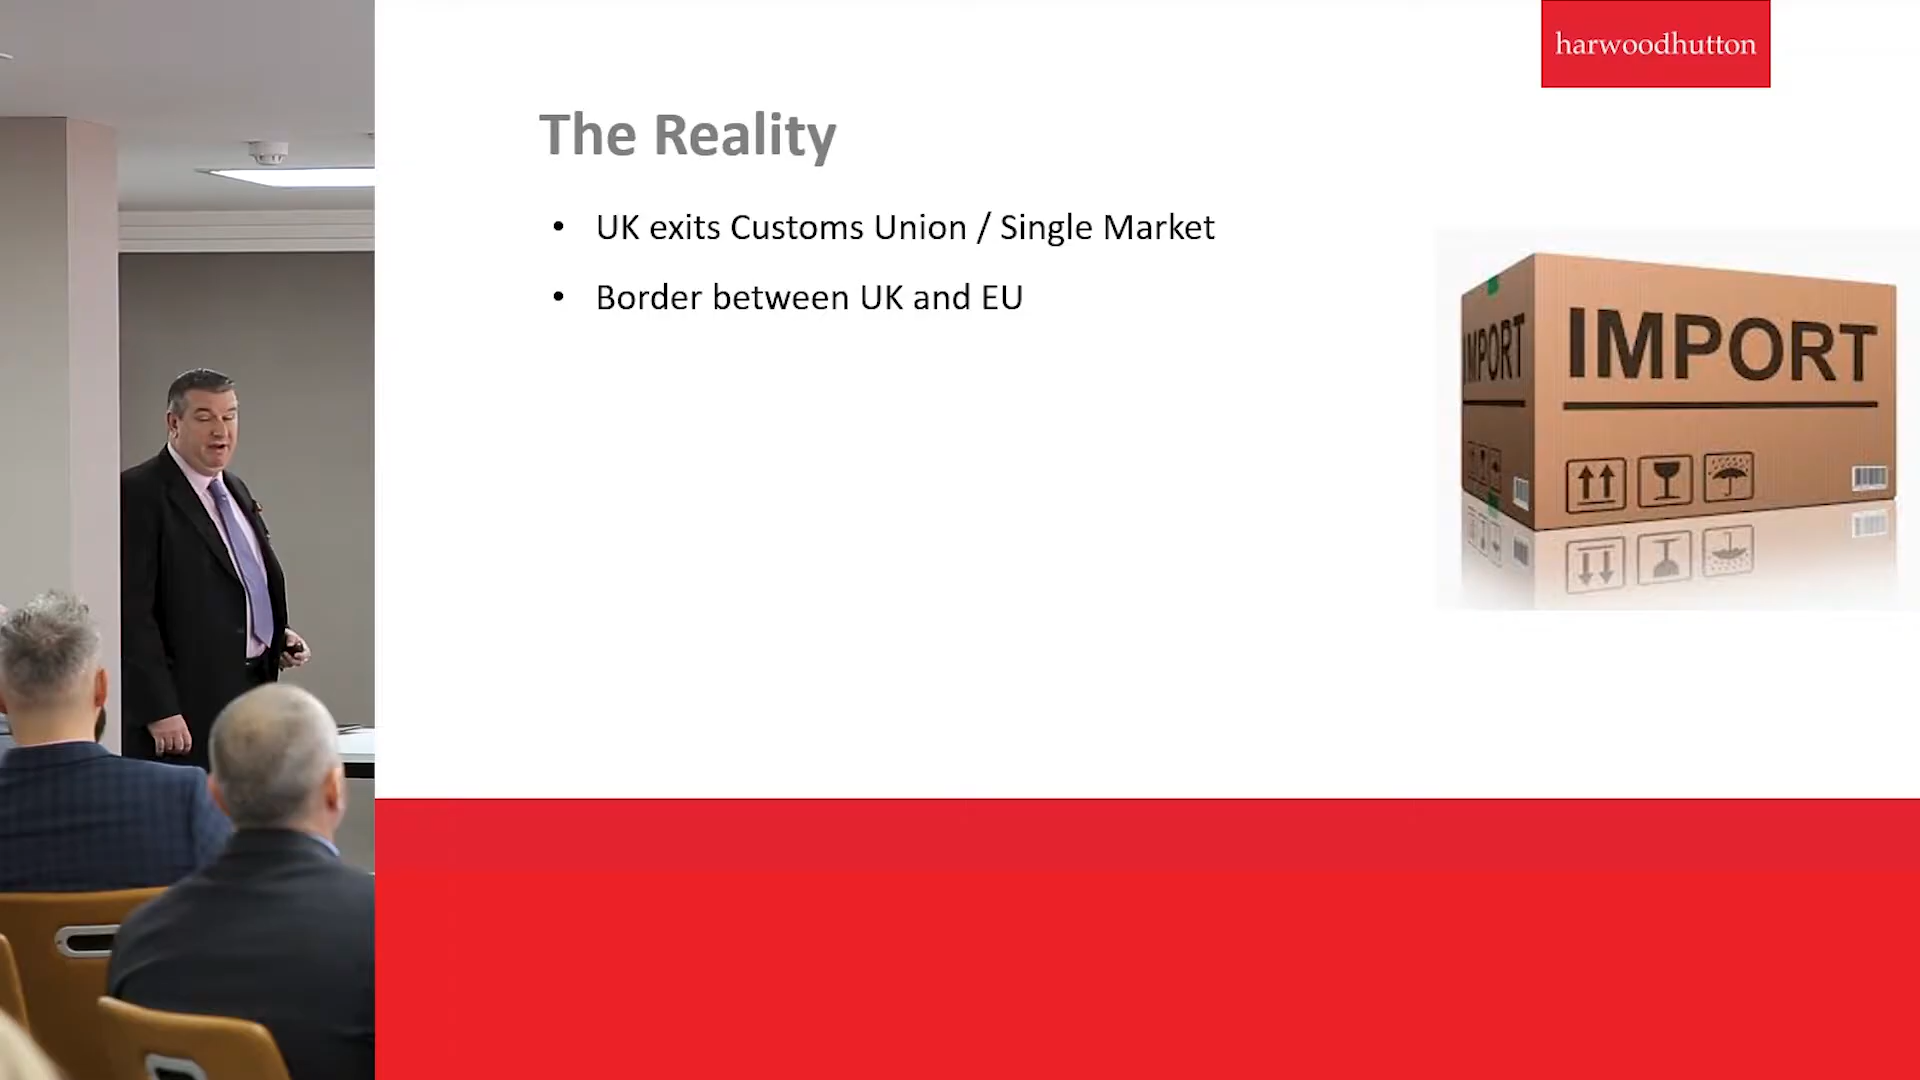 harwoodhutton
The Reality
• UK exits Customs Union / Single Market
• Border between UK and EU
IMPORT
IMPORT